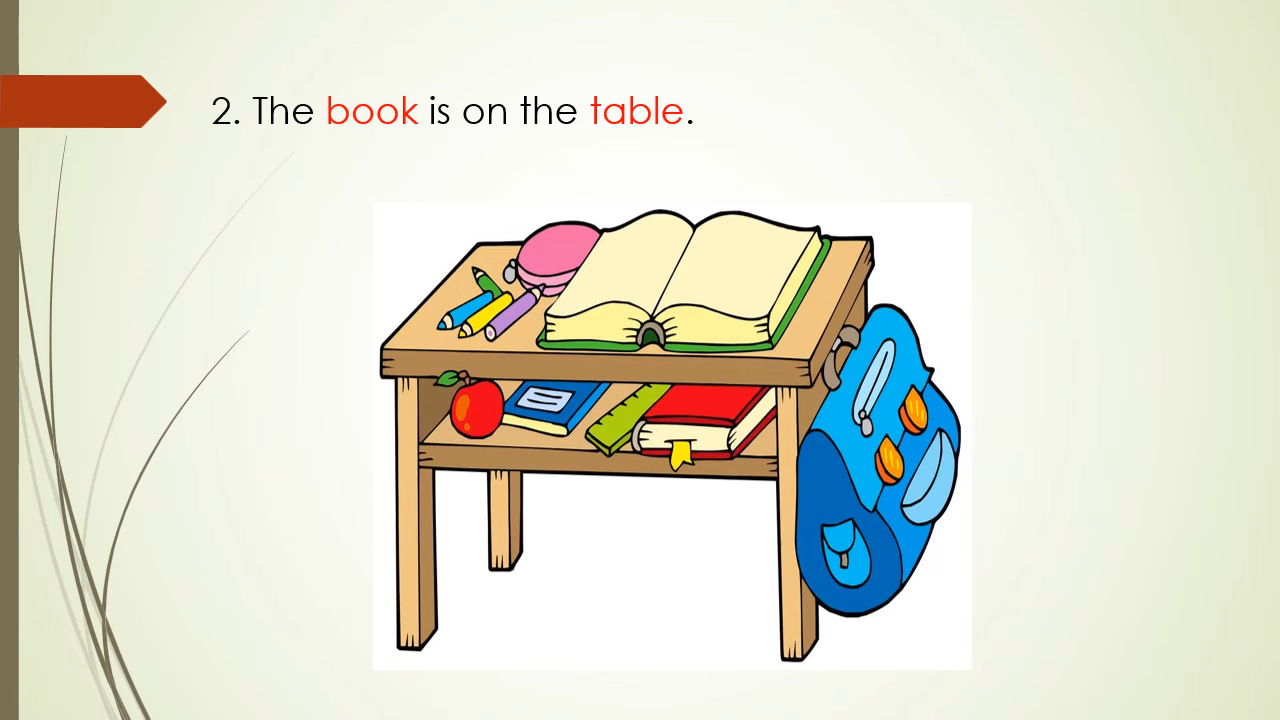 2. The book is on the table.